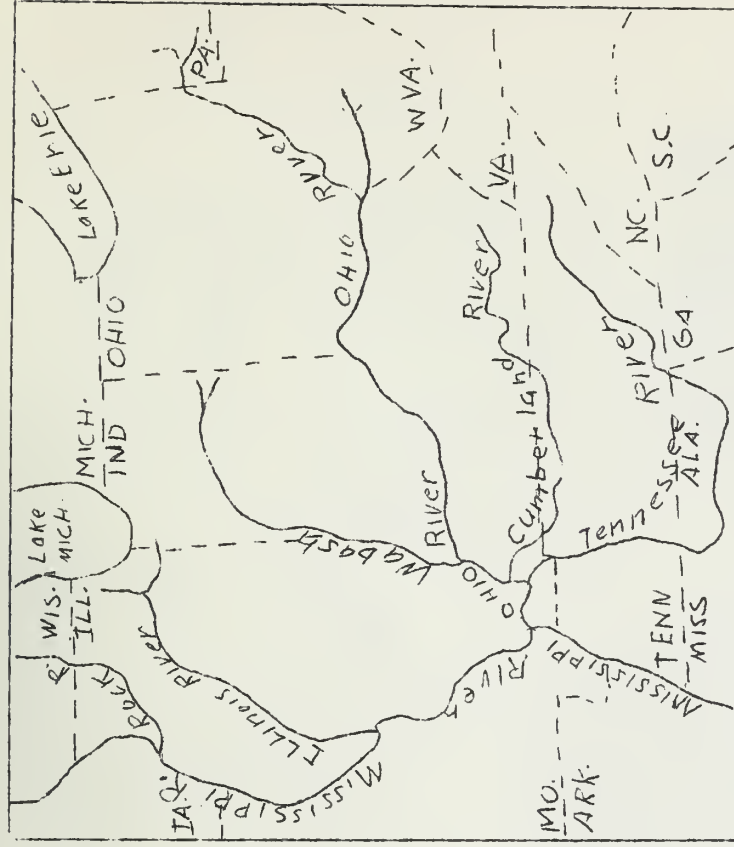 Lake Erie
PA.
River
Lake
MICH.
WIS.
ILL.
MICH.
IND
OHIO
OHIO
W VA.
R.
Rock
River
ILLINOIS
Wabash
River
River
VA.
IA.
R.
MISSISSIPPI
OHIO
Cumberland
River
NC.
S.C.
River
MO.
ARK.
MISSISSIPPI
TENN
MISS
Tennessee
River
ALA.
GA.